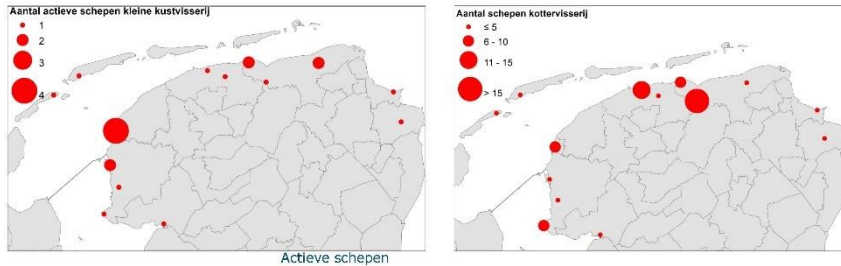 Aantal actieve schepen kleine kustvisserij
1
2
3
4
Aantal schepen kottervisserij
≤ 5
6 - 10
11 - 15
> 15
Actieve schepen